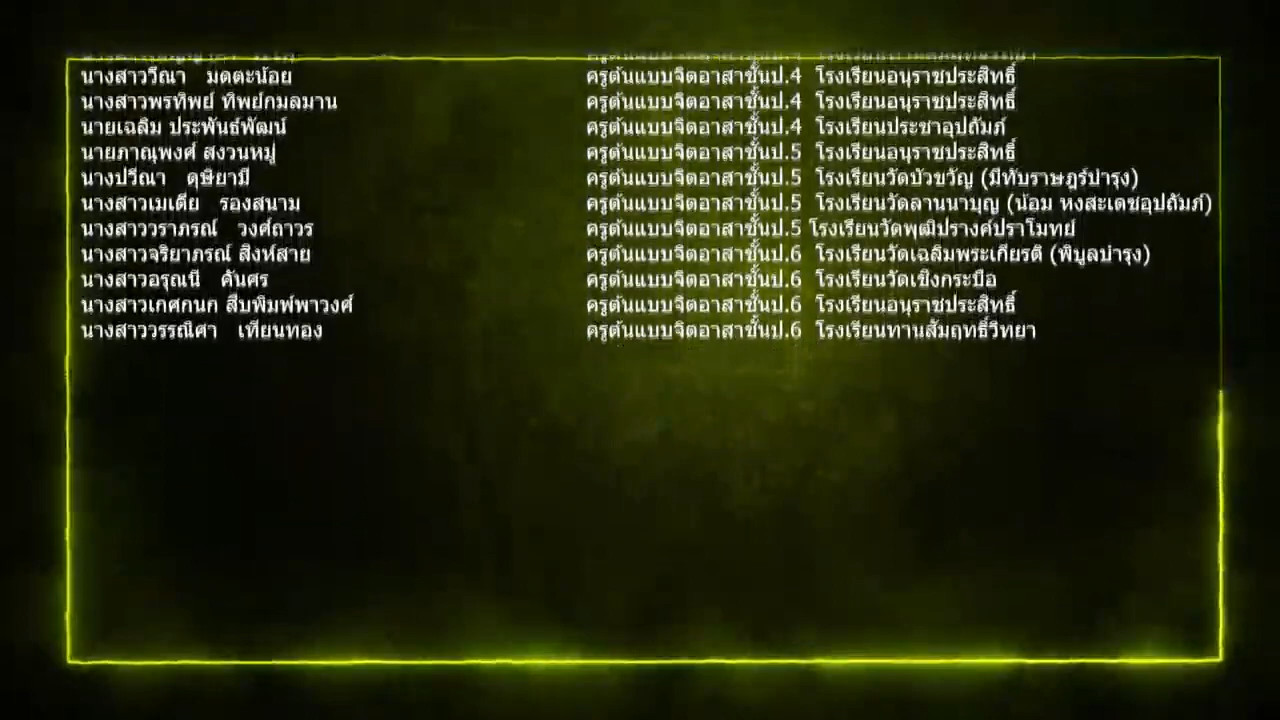 นางสาววีณา มดตะน้อย ครูต้นแบบจิตอาสาชั้นป.4 โรงเรียนอนุราชประสิทธิ์
นางสาวพรทิพย์ ทิพย์กมลมาน ครูต้นแบบจิตอาสาชั้นป.4 โรงเรียนอนุราชประสิทธิ์
นายเฉลิม ประพันธ์พัฒน์ ครูต้นแบบจิตอาสาชั้นป.4 โรงเรียนประชาอุปถัมภ์
นายภาณุพงศ์ สงวนหมู่ ครูต้นแบบจิตอาสาชั้นป.5 โรงเรียนอนุราชประสิทธิ์
นางปรีณา ดุษิยามี ครูต้นแบบจิตอาสาชั้นป.5 โรงเรียนวัดบัวขวัญ (มีทับราษฎร์บำรุง)
นางสาวเมเตีย รองสนาม ครูต้นแบบจิตอาสาชั้นป.5 โรงเรียนวัดลานนาบุญ (น้อม หงสะเดชอุปถัมภ์)
นางสาววราภรณ์ วงศ์ถาวร ครูต้นแบบจิตอาสาชั้นป.5 โรงเรียนวัดพุฒิปรางค์ปราโมทย์
นางสาวจริยาภรณ์ สิงห์สาย ครูต้นแบบจิตอาสาชั้นป.6 โรงเรียนวัดเฉลิมพระเกียรติ (พิบูลบำรุง)
นางสาวอรุณนี คันศร ครูต้นแบบจิตอาสาชั้นป.6 โรงเรียนวัดเชิงกระบือ
นางสาวเกศกนก สืบพิมพ์พาวงศ์ ครูต้นแบบจิตอาสาชั้นป.6 โรงเรียนอนุราชประสิทธิ์
นางสาววรรณิศา เทียนทอง ครูต้นแบบจิตอาสาชั้นป.6 โรงเรียนทานสัมฤทธิ์วิทยา